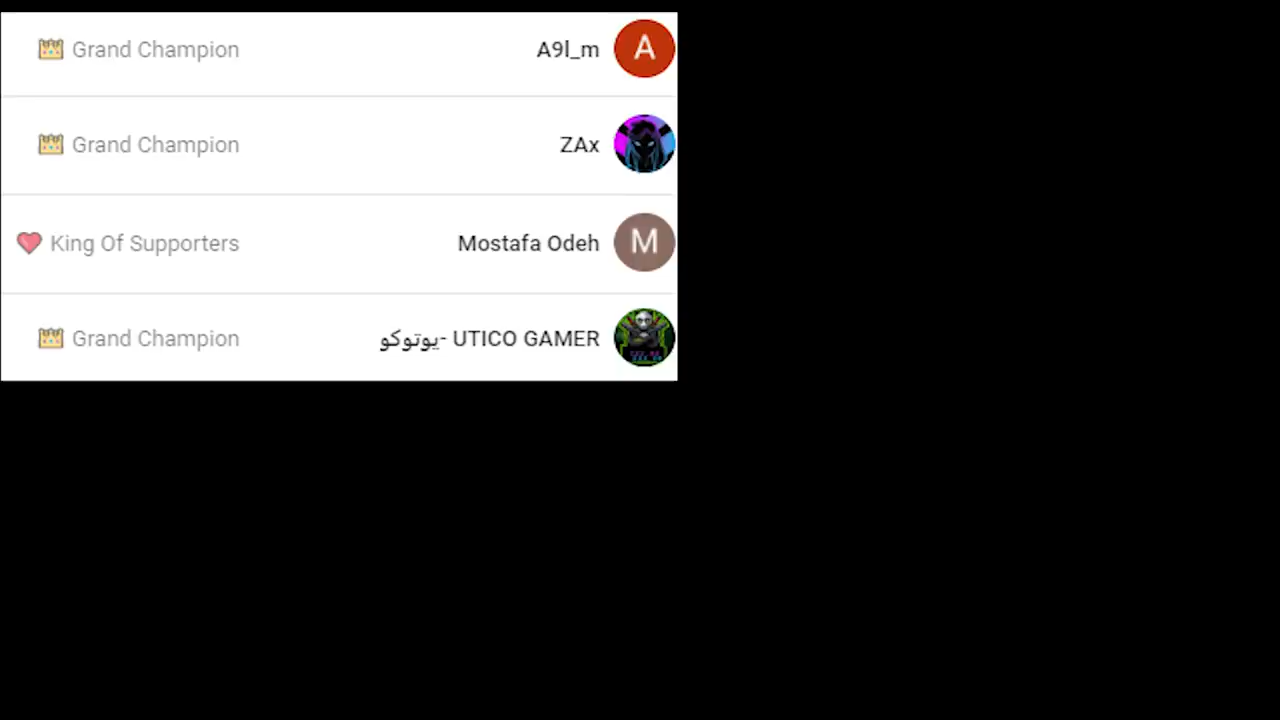 👑 Grand Champion A9l_m A
👑 Grand Champion ZAx
❤️ King Of Supporters Mostafa Odeh M
👑 Grand Champion يوتوكو- UTICO GAMER